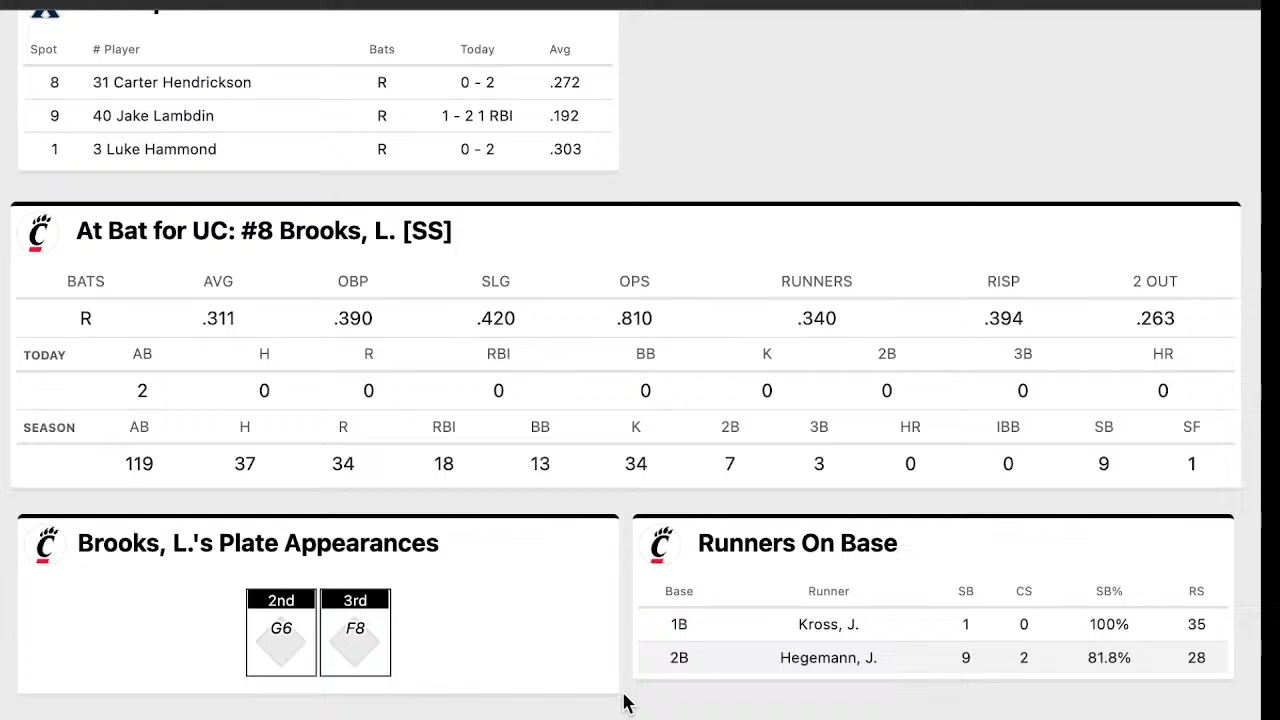 Spot # Player Bats Today Avg
8 31 Carter Hendrickson R 0 - 2 .272
9 40 Jake Lambdin R 1 - 2 1 RBI .192
1 3 Luke Hammond R 0 - 2 .303
At Bat for UC: #8 Brooks, L. [SS]
BATS AVG OBP SLG OPS RUNNERS RISP 2 OUT
R .311 .390 .420 .810 .340 .394 .263
TODAY AB H R RBI BB K 2B 3B HR
2 0 0 0 0 0 0 0 0
SEASON AB H R RBI BB K 2B 3B HR IBB SB SF
119 37 34 18 13 34 7 3 0 0 9 1
Brooks, L.'s Plate Appearances
2nd 3rd
G6 F8
Runners On Base
Base Runner SB CS SB% RS
1B Kross, J. 1 0 100% 35
2B Hegemann, J. 9 2 81.8% 28